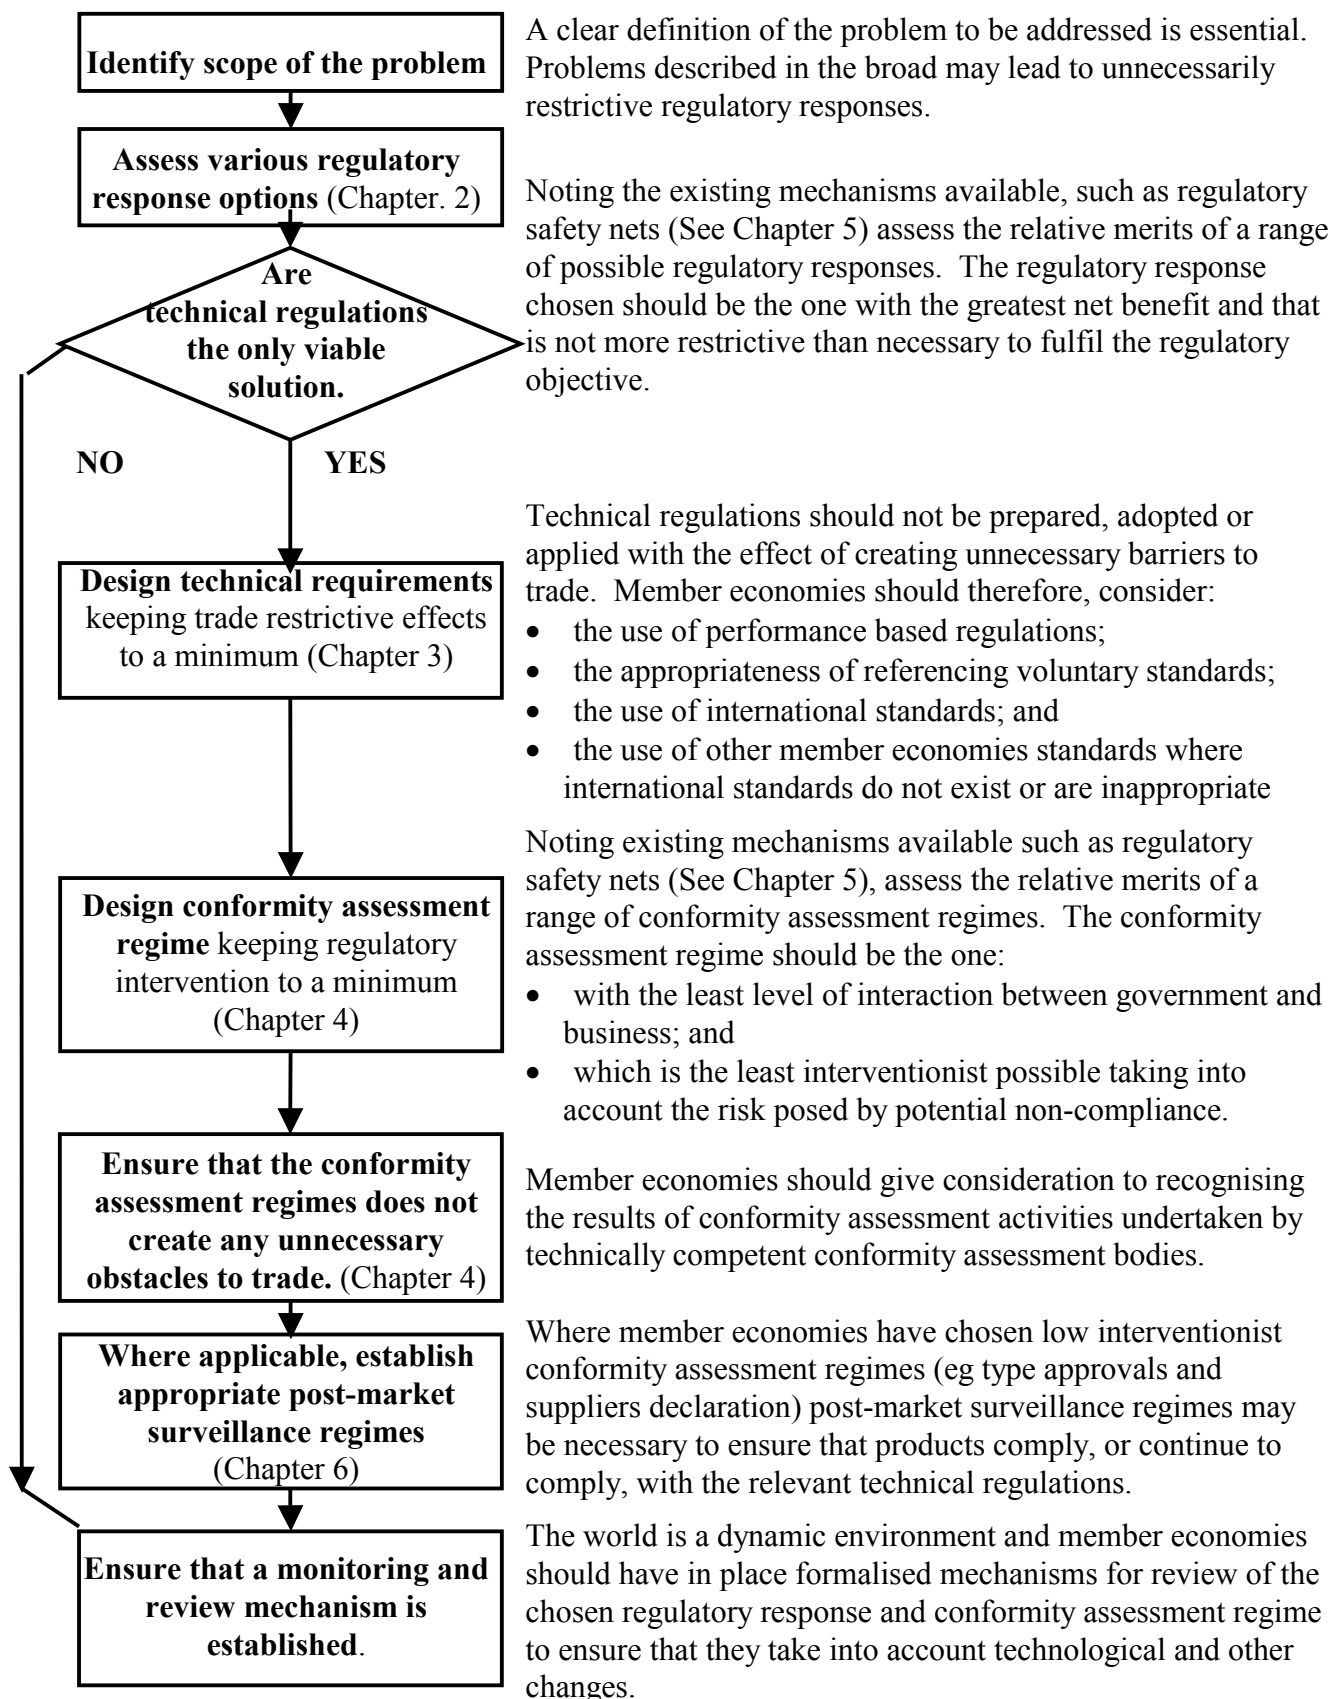 Identify scope of the problem
A clear definition of the problem to be addressed is essential.
Problems described in the broad may lead to unnecessarily
restrictive regulatory responses.
Assess various regulatory
response options (Chapter. 2)
Noting the existing mechanisms available, such as regulatory
safety nets (See Chapter 5) assess the relative merits of a range
of possible regulatory responses.  The regulatory response
chosen should be the one with the greatest net benefit and that
is not more restrictive than necessary to fulfil the regulatory
objective.
Are
technical regulations
the only viable
solution.
NO
YES
Design technical requirements
keeping trade restrictive effects
to a minimum (Chapter 3)
Technical regulations should not be prepared, adopted or
applied with the effect of creating unnecessary barriers to
trade.  Member economies should therefore, consider:
• the use of performance based regulations;
• the appropriateness of referencing voluntary standards;
• the use of international standards; and
• the use of other member economies standards where
international standards do not exist or are inappropriate
Design conformity assessment
regime keeping regulatory
intervention to a minimum
(Chapter 4)
Noting existing mechanisms available such as regulatory
safety nets (See Chapter 5), assess the relative merits of a
range of conformity assessment regimes.  The conformity
assessment regime should be the one:
• with the least level of interaction between government and
business; and
• which is the least interventionist possible taking into
account the risk posed by potential non-compliance.
Ensure that the conformity
assessment regimes does not
create any unnecessary
obstacles to trade. (Chapter 4)
Member economies should give consideration to recognising
the results of conformity assessment activities undertaken by
technically competent conformity assessment bodies.
Where applicable, establish
appropriate post-market
surveillance regimes
(Chapter 6)
Where member economies have chosen low interventionist
conformity assessment regimes (eg type approvals and
suppliers declaration) post-market surveillance regimes may
be necessary to ensure that products comply, or continue to
comply, with the relevant technical regulations.
Ensure that a monitoring and
review mechanism is
established.
The world is a dynamic environment and member economies
should have in place formalised mechanisms for review of the
chosen regulatory response and conformity assessment regime
to ensure that they take into account technological and other
changes.